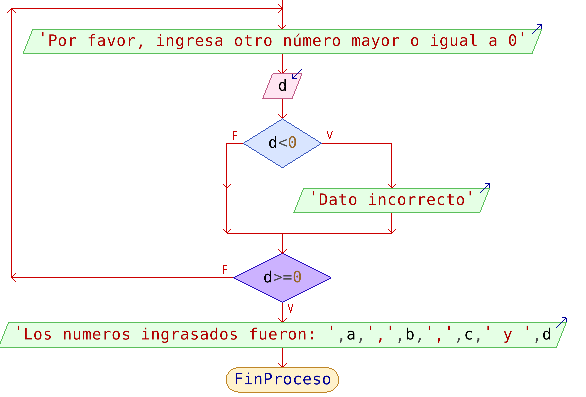 'Por favor, ingresa otro número mayor o igual a 0'
d
F
V
d<0
'Dato incorrecto'
F
d>=0
V
'Los numeros ingrasados fueron: ',a,',',b,',',c,' y ',d
FinProceso